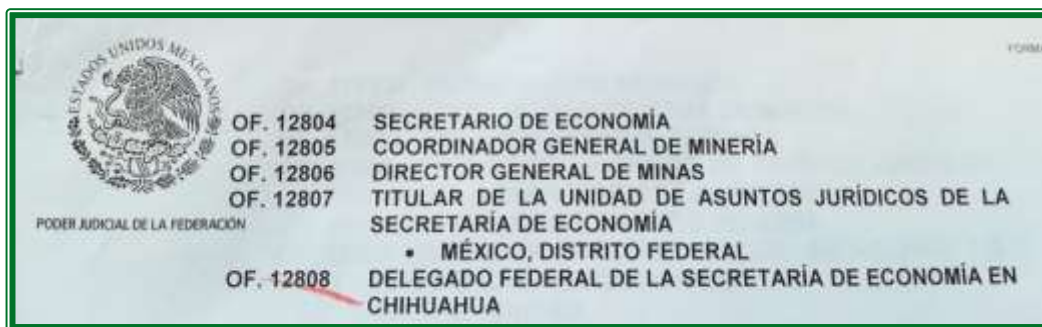 ESTADOS UNIDOS MEXICANOS
FORMA
OF. 12804 SECRETARIO DE ECONOMÍA
OF. 12805 COORDINADOR GENERAL DE MINERÌA
OF. 12806 DIRECTOR GENERAL DE MINAS
OF. 12807 TITULAR DE LA UNIDAD DE ASUNTOS JURÍDICOS DE LA
PODER JUDICIAL DE LA FEDERACIÓN SECRETARÍA DE ECONOMÍA
• MÉXICO, DISTRITO FEDERAL
OF. 12808 DELEGADO FEDERAL DE LA SECRETARÍA DE ECONOMÍA EN
CHIHUAHUA